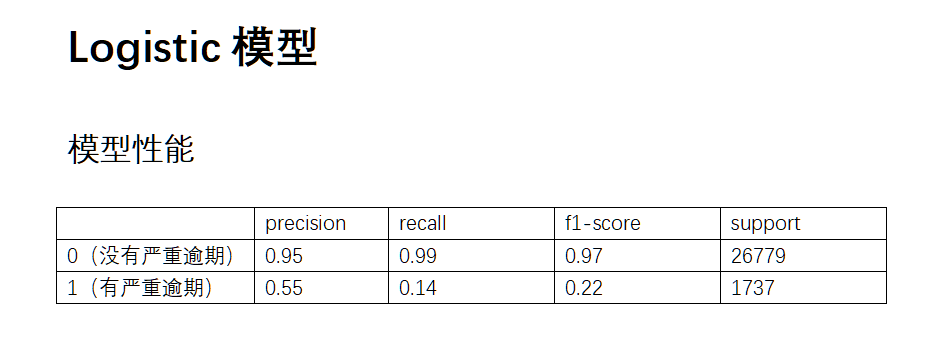 Logistic 模型
模型性能
precision recall f1-score support
0（没有严重逾期） 0.95 0.99 0.97 26779
1（有严重逾期） 0.55 0.14 0.22 1737